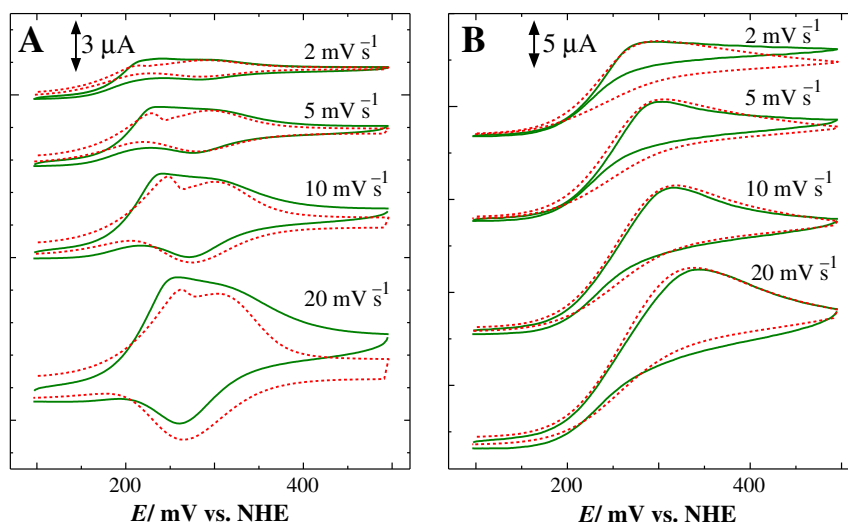 A
3 µA
2 mV s⁻¹
5 mV s⁻¹
10 mV s⁻¹
20 mV s⁻¹
200
400
E/ mV vs. NHE
B
5 µA
2 mV s⁻¹
5 mV s⁻¹
10 mV s⁻¹
20 mV s⁻¹
200
400
E/ mV vs. NHE